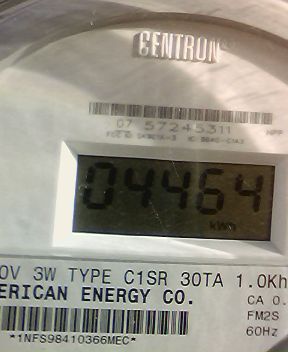 CENTRON®
07 57245311 NPP
04464
kWh
0V 3W TYPE C1SR 30TA 1.0Kh
ERICAN ENERGY CO. CA 0.
FM2S
*1NFS98410366MEC* 60Hz